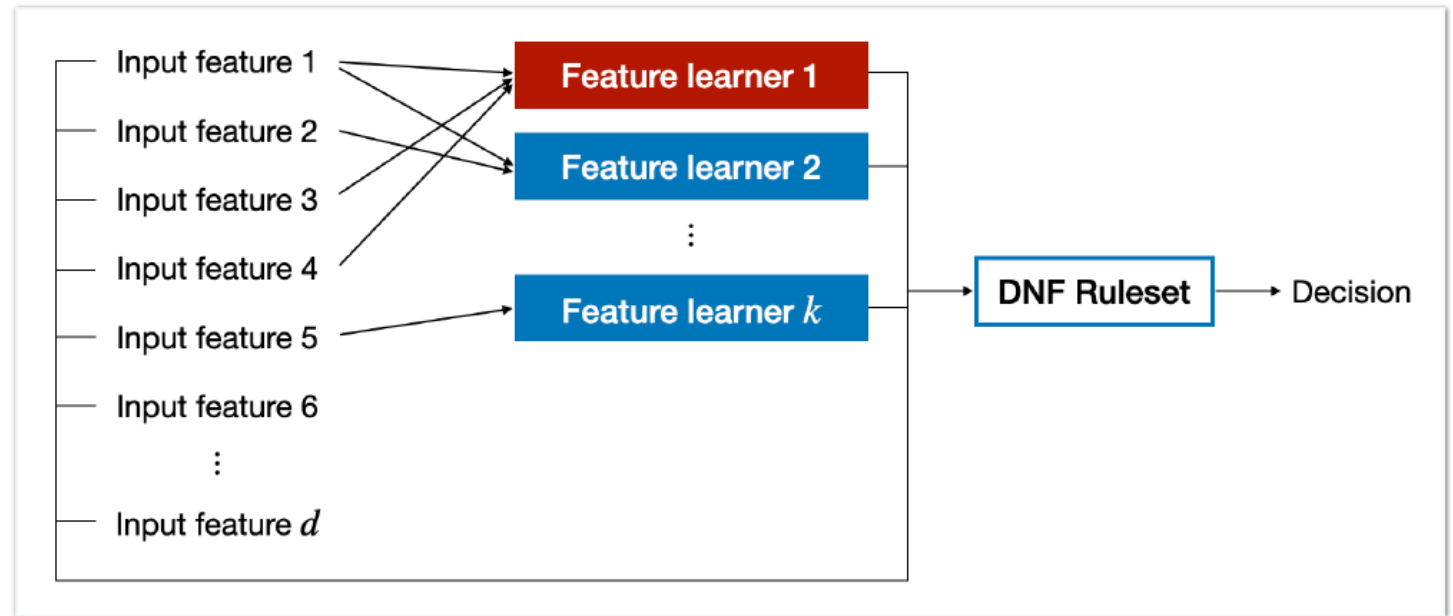 Input feature 1
Input feature 2
Input feature 3
Input feature 4
Input feature 5
Input feature 6
⋮
Input feature d
Feature learner 1
Feature learner 2
⋮
Feature learner k
DNF Ruleset
Decision